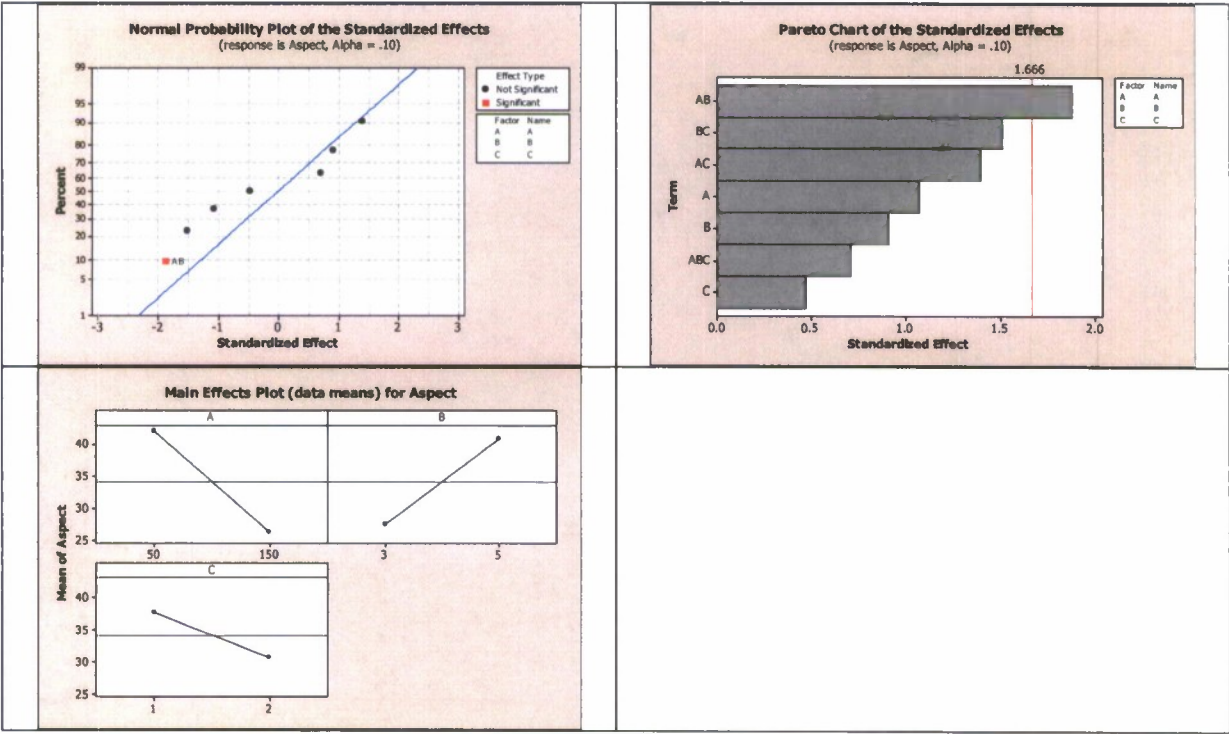 Normal Probability Plot of the Standardized Effects
(response is Aspect, Alpha = .10)
99
95
90
80
70
60
50
40
30
20
10
5
1
Percent
AB
-3 -2 -1 0 1 2 3
Standardized Effect
Effect Type
Not Significant
Significant
Factor Name
A A
B B
C C
Pareto Chart of the Standardized Effects
(response is Aspect, Alpha = .10)
1.666
Term
AB
BC
AC
A
B
ABC
C
0.0 0.5 1.0 1.5 2.0
Standardized Effect
Factor Name
A A
B B
C C
Main Effects Plot (data means) for Aspect
Mean of Aspect
A B
40
35
30
25
50 150 3 5
C
40
35
30
25
1 2